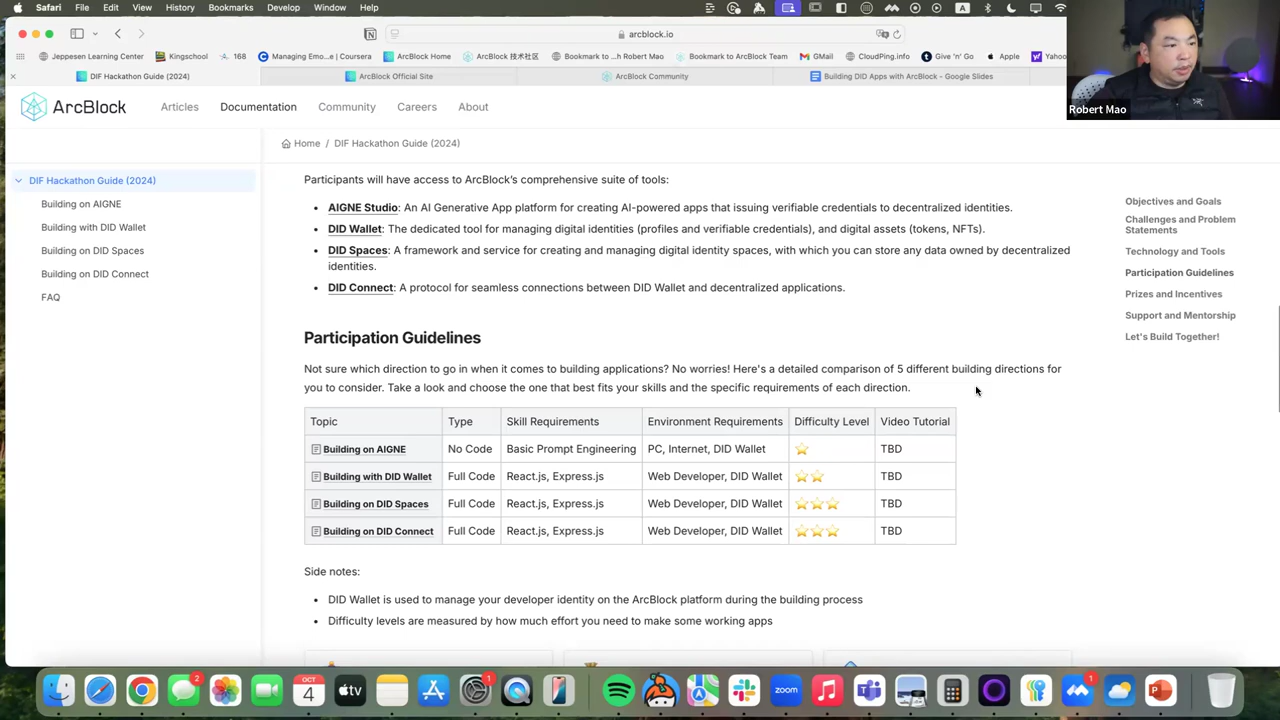 Safari File Edit View History Bookmarks Develop Window Help
arcblock.io
Jeppesen Learning Center Kingschool 168 Managing Emo...| Coursera ArcBlock Home ArcBlock 技术社区 Bookmark to...h Robert Mao Bookmark to ArcBlock Team GMail CloudPing.info Give 'n' Go Apple Yahoo
DIF Hackathon Guide (2024) ArcBlock Official Site ArcBlock Community Building DID Apps with ArcBlock - Google Slides
Robert Mao
ArcBlock Articles Documentation Community Careers About
Home / DIF Hackathon Guide (2024)
DIF Hackathon Guide (2024)
Building on AIGNE
Building with DID Wallet
Building on DID Spaces
Building on DID Connect
FAQ
Participants will have access to ArcBlock's comprehensive suite of tools:
• AIGNE Studio: An AI Generative App platform for creating AI-powered apps that issuing verifiable credentials to decentralized identities.
• DID Wallet: The dedicated tool for managing digital identities (profiles and verifiable credentials), and digital assets (tokens, NFTs).
• DID Spaces: A framework and service for creating and managing digital identity spaces, with which you can store any data owned by decentralized
identities.
• DID Connect: A protocol for seamless connections between DID Wallet and decentralized applications.
Participation Guidelines
Not sure which direction to go in when it comes to building applications? No worries! Here's a detailed comparison of 5 different building directions for
you to consider. Take a look and choose the one that best fits your skills and the specific requirements of each direction.
Topic Type Skill Requirements Environment Requirements Difficulty Level Video Tutorial
Building on AIGNE No Code Basic Prompt Engineering PC, Internet, DID Wallet ⭐ TBD
Building with DID Wallet Full Code React.js, Express.js Web Developer, DID Wallet ⭐⭐ TBD
Building on DID Spaces Full Code React.js, Express.js Web Developer, DID Wallet ⭐⭐⭐ TBD
Building on DID Connect Full Code React.js, Express.js Web Developer, DID Wallet ⭐⭐⭐ TBD
Side notes:
• DID Wallet is used to manage your developer identity on the ArcBlock platform during the building process
• Difficulty levels are measured by how much effort you need to make some working apps
Objectives and Goals
Challenges and Problem
Statements
Technology and Tools
Participation Guidelines
Prizes and Incentives
Support and Mentorship
Let's Build Together!
2
OCT
4
tv
1
zoom
1